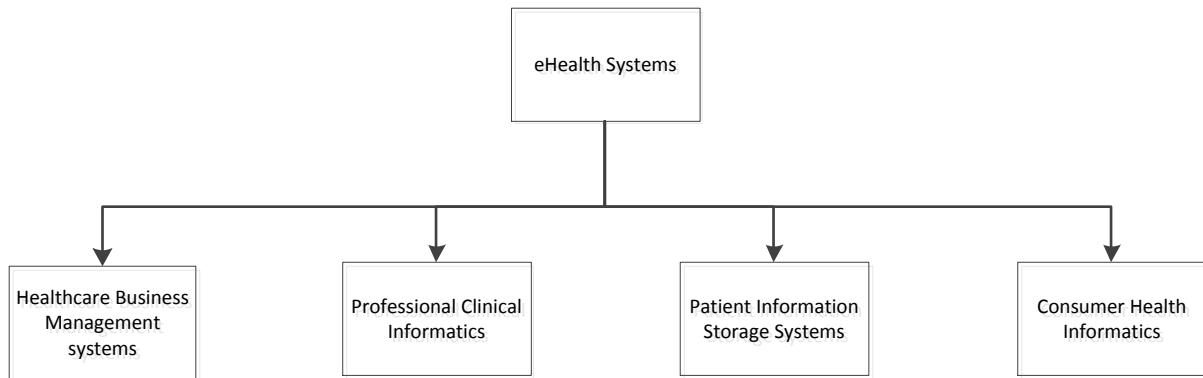 eHealth Systems
Healthcare Business
Management
systems
Professional Clinical
Informatics
Patient Information
Storage Systems
Consumer Health
Informatics